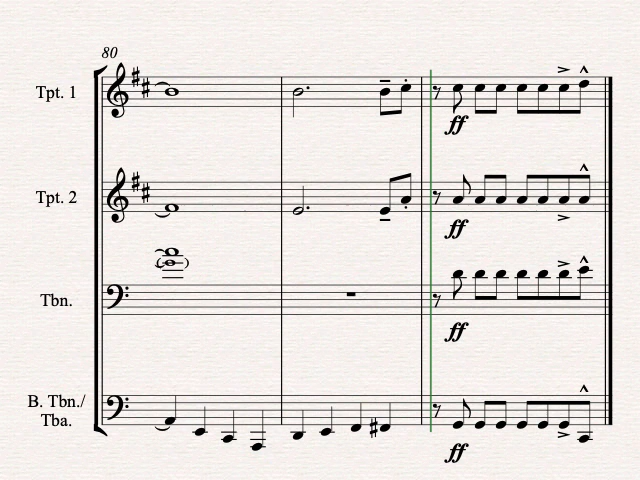 80
Tpt. 1
ff
Tpt. 2
ff
Tbn.
ff
B. Tbn./
Tba.
ff